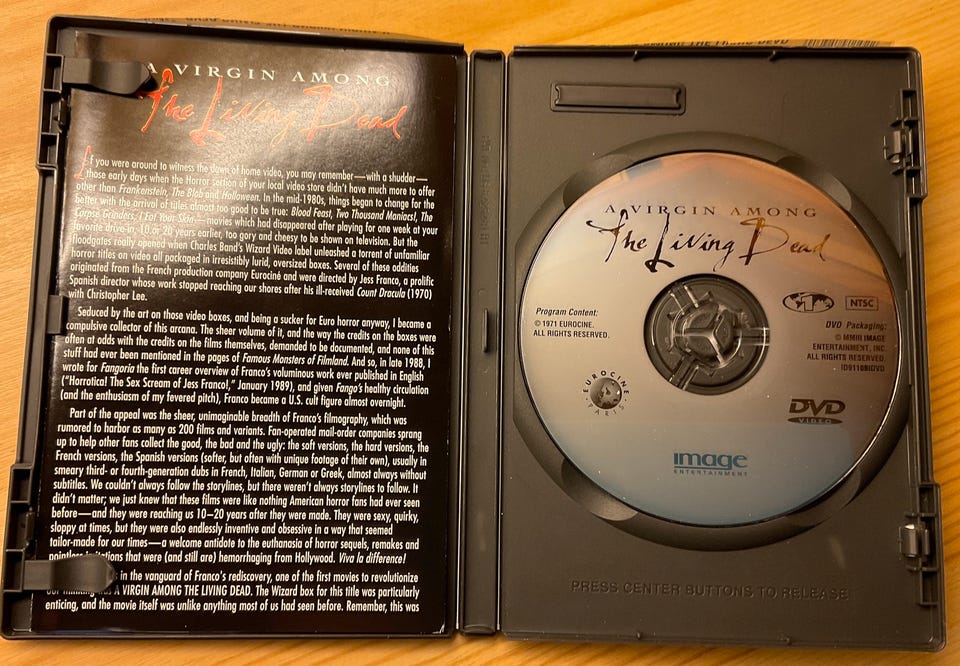 A VIRGIN AMONG
The Living Dead
If you were around to witness the dawn of home video, you may remember—with a shudder—
those early days when the Horror section of your local video store didn't have much more to offer
other than Frankenstein, The Blob and Halloween. In the mid-1980s, things began to change for the
better with the arrival of titles almost too good to be true: Blood Feast, Two Thousand Maniacs!, The
Corpse Grinders, I Eat Your Skin—movies which had disappeared after playing for one week at your
favorite drive-in, 10 or 20 years earlier, too gory and cheesy to be shown on television. But the
floodgates really opened when Charles Band's Wizard Video label unleashed a torrent of unfamiliar
horror titles on video all packaged in irresistibly lurid, oversized boxes. Several of these oddities
originated from the French production company Eurociné and were directed by Jess Franco, a prolific
Spanish director whose work stopped reaching our shores after his ill-received Count Dracula (1970)
with Christopher Lee.
Seduced by the art on those video boxes, and being a sucker for Euro horror anyway, I became a
compulsive collector of this arcana. The sheer volume of it, and the way the credits on the boxes were
often at odds with the credits on the films themselves, demanded to be documented, and none of this
stuff had ever been mentioned in the pages of Famous Monsters of Filmland. And so, in late 1988, I
wrote for Fangoria the first career overview of Franco's voluminous work ever published in English
("Horrotica! The Sex Scream of Jess Franco!," January 1989), and given Fango's healthy circulation
(and the enthusiasm of my fevered pitch), Franco became a U.S. cult figure almost overnight.
Part of the appeal was the sheer, unimaginable breadth of Franco's filmography, which was
rumored to harbor as many as 200 films and variants. Fan-operated mail-order companies sprang
up to help other fans collect the good, the bad and the ugly: the soft versions, the hard versions, the
French versions, the Spanish versions (softer, but often with unique footage of their own), usually in
smeary third- or fourth-generation dubs in French, Italian, German or Greek, almost always without
subtitles. We couldn't always follow the storylines, but there weren't always storylines to follow. It
didn't matter; we just knew that these films were like nothing American horror fans had ever seen
before—and they were reaching us 10–20 years after they were made. They were sexy, quirky,
sloppy at times, but they were also endlessly inventive and obsessive in a way that seemed
tailor-made for our times—a welcome antidote to the euthanasia of horror sequels, remakes and
pointless imitations that were (and still are) hemorrhaging from Hollywood. Viva la difference!
in the vanguard of Franco's rediscovery, one of the first movies to revolutionize
our thinking was A VIRGIN AMONG THE LIVING DEAD. The Wizard box for this title was particularly
enticing, and the movie itself was unlike anything most of us had seen before. Remember, this was
A VIRGIN AMONG
The Living Dead
Program Content:
© 1971 EUROCINE.
ALL RIGHTS RESERVED.
NTSC
DVD Packaging:
© MMIII IMAGE
ENTERTAINMENT, INC.
ALL RIGHTS RESERVED.
ID9110BIDVD
EUROCINE
PARIS
DVD
VIDEO
image
ENTERTAINMENT
PRESS CENTER BUTTONS TO RELEASE